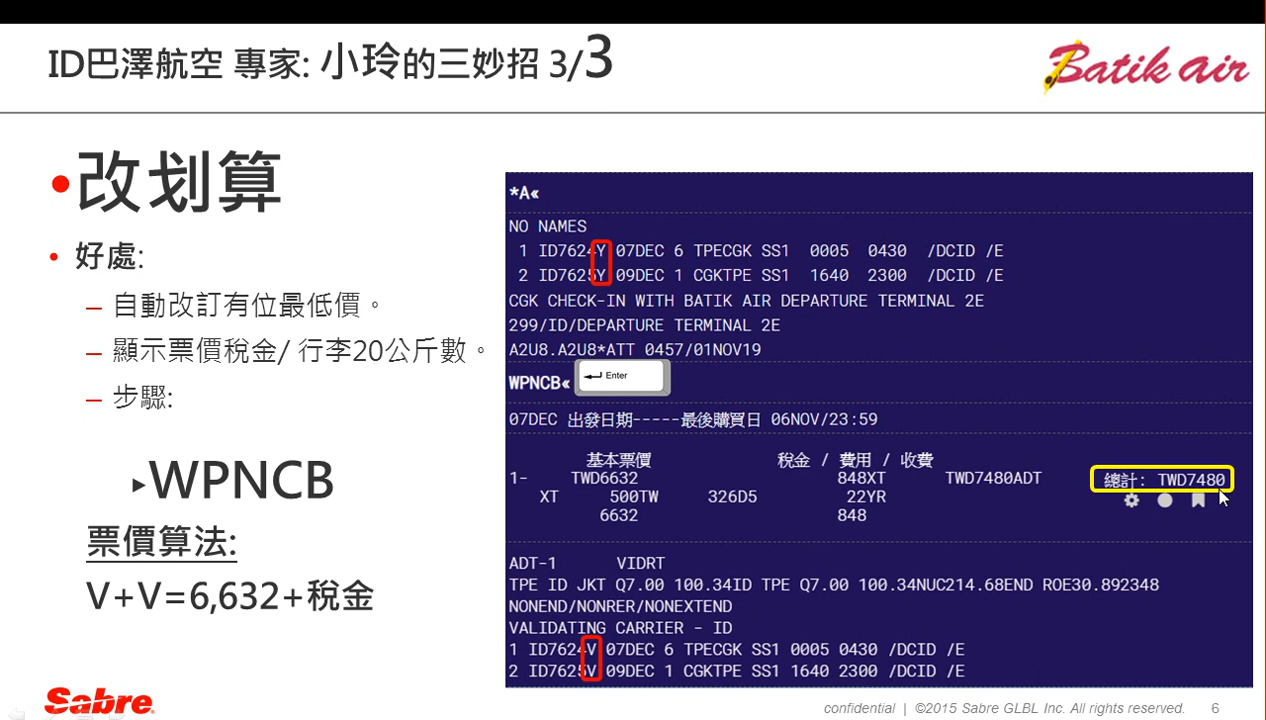 ID巴澤航空 專家: 小玲的三妙招 3/3
Batik air
•改划算
• 好處:
– 自動改訂有位最低價。
– 顯示票價稅金/ 行李20公斤數。
– 步驟:
▸WPNCB
票價算法:
V+V=6,632+稅金
*A«
NO NAMES
1 ID7624Y 07DEC 6 TPECGK SS1 0005 0430 /DCID /E
2 ID7625Y 09DEC 1 CGKTPE SS1 1640 2300 /DCID /E
CGK CHECK-IN WITH BATIK AIR DEPARTURE TERMINAL 2E
299/ID/DEPARTURE TERMINAL 2E
A2U8.A2U8*ATT 0457/01NOV19
WPNCB« Enter
07DEC 出發日期-----最後購買日 06NOV/23:59
基本票價 稅金 / 費用 / 收費
1- TWD6632 848XT TWD7480ADT 總計: TWD7480
XT 500TW 326D5 22YR
6632 848
ADT-1 VIDRT
TPE ID JKT Q7.00 100.34ID TPE Q7.00 100.34NUC214.68END ROE30.892348
NONEND/NONRER/NONEXTEND
VALIDATING CARRIER - ID
1 ID7624V 07DEC 6 TPECGK SS1 0005 0430 /DCID /E
2 ID7625V 09DEC 1 CGKTPE SS1 1640 2300 /DCID /E
Sabre
confidential | ©2015 Sabre GLBL Inc. All rights reserved. 6